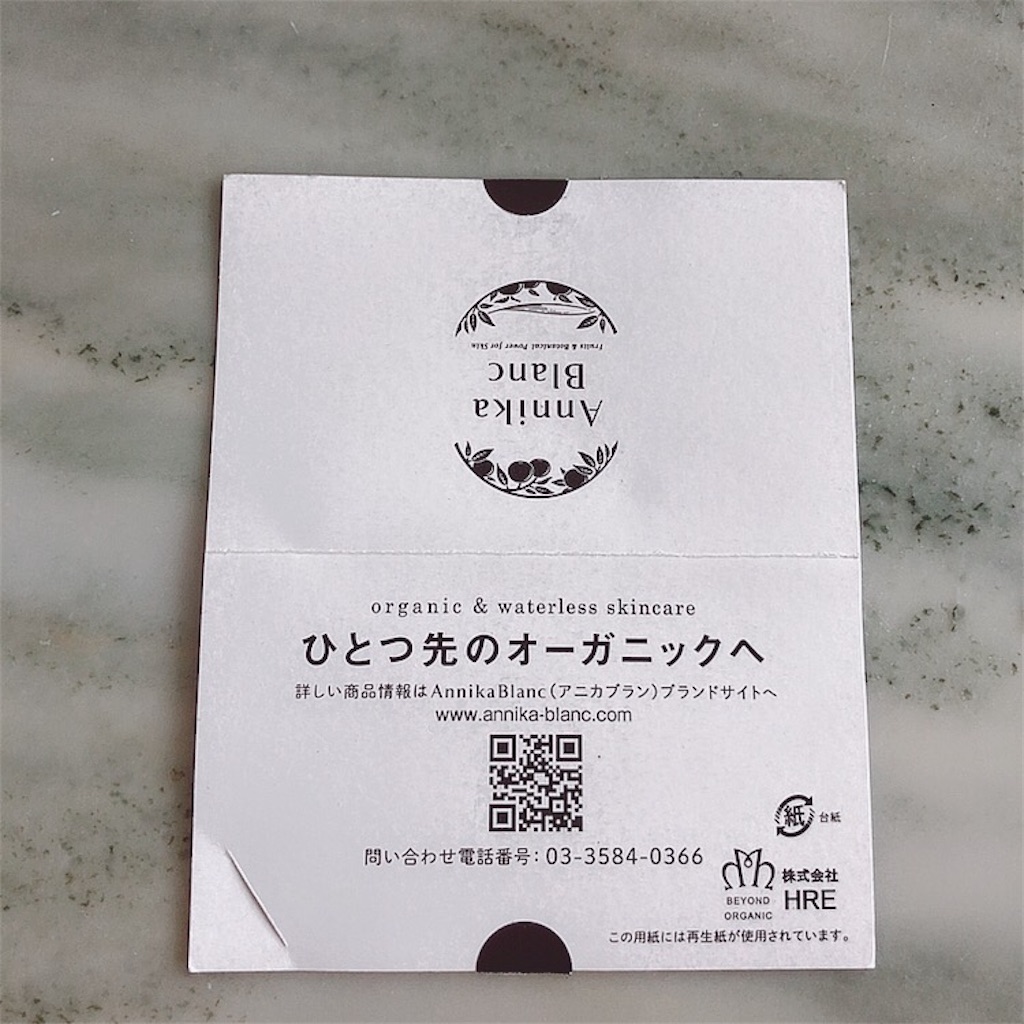 Annika
Blanc
Fruits & Botanical Power for Skin
organic & waterless skincare
ひとつ先のオーガニックへ
詳しい商品情報はAnnikaBlanc(アニカブラン)ブランドサイトへ
www.annika-blanc.com
問い合わせ電話番号：03-3584-0366
紙 台紙
BEYOND
ORGANIC
株式会社
HRE
この用紙には再生紙が使用されています。